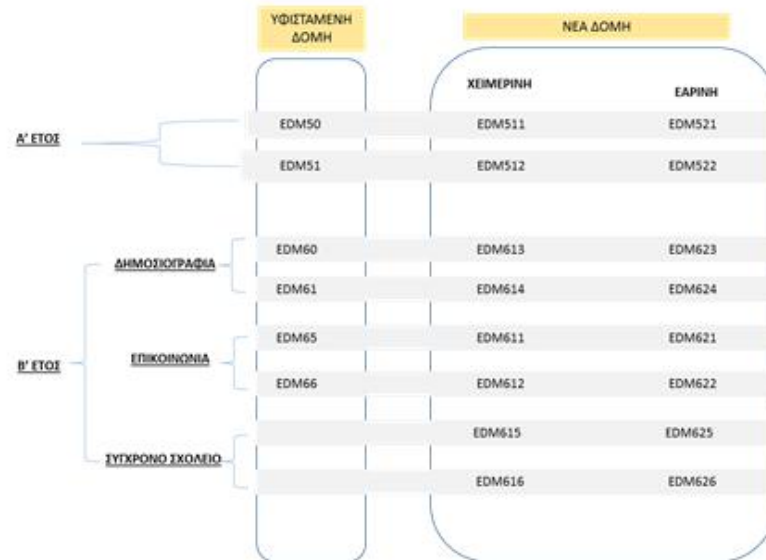 ΥΦΙΣΤΑΜΕΝΗ
ΔΟΜΗ
ΝΕΑ ΔΟΜΗ
ΧΕΙΜΕΡΙΝΗ
ΕΑΡΙΝΗ
Α' ΕΤΟΣ
EDM50 EDM511 EDM521
EDM51 EDM512 EDM522
ΔΗΜΟΣΙΟΓΡΑΦΙΑ
EDM60 EDM613 EDM623
EDM61 EDM614 EDM624
Β' ΕΤΟΣ
ΕΠΙΚΟΙΝΩΝΙΑ
EDM65 EDM611 EDM621
EDM66 EDM612 EDM622
ΣΥΓΧΡΟΝΟ ΣΧΟΛΕΙΟ
EDM615 EDM625
EDM616 EDM626